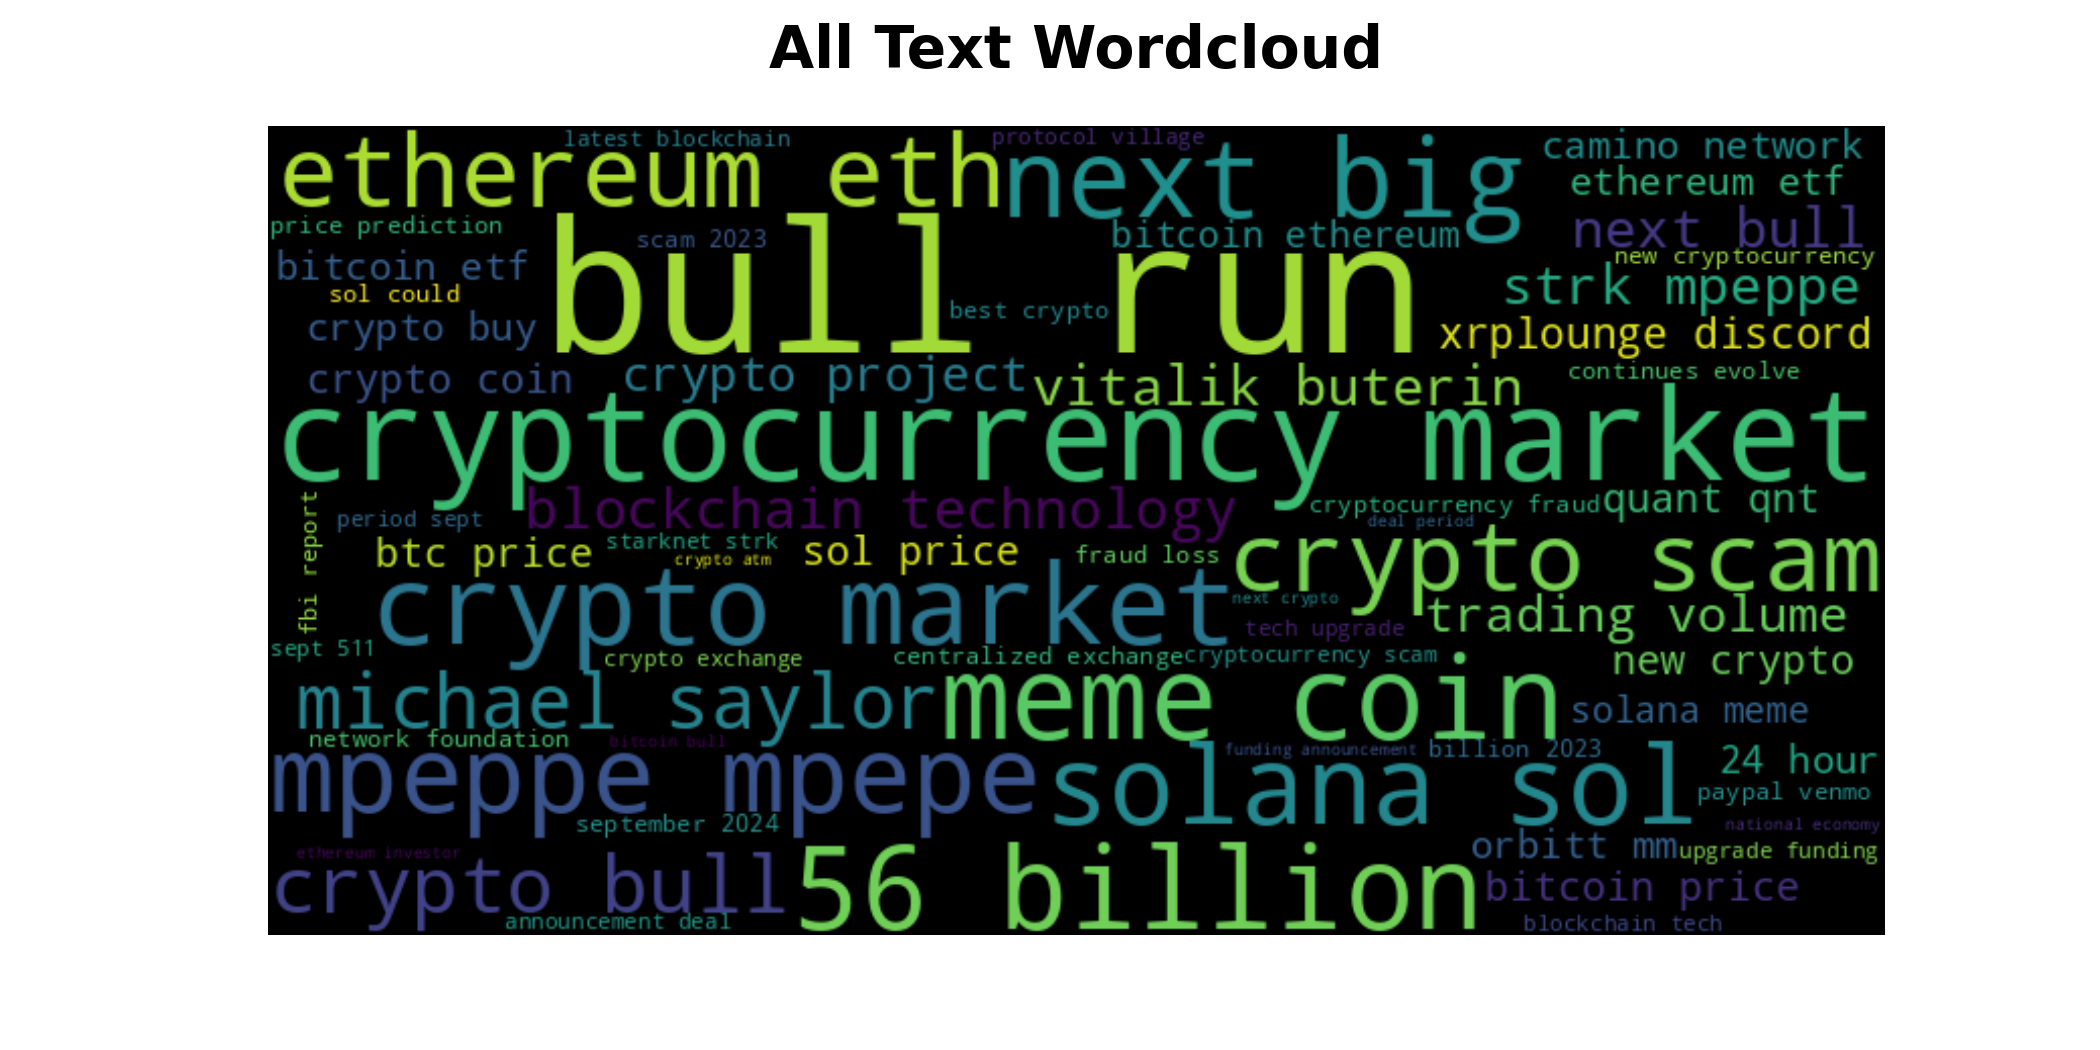 All Text Wordcloud
latest blockchain
protocol village
ethereum eth
next big
camino network
ethereum etf
price prediction
scam 2023
bitcoin ethereum
next bull
bitcoin etf
bull run
new cryptocurrency
sol could
best crypto
strk mpeppe
crypto buy
xrplounge discord
crypto coin
crypto project
vitalik buterin
continues evolve
cryptocurrency market
fbi report
period sept
blockchain technology
cryptocurrency fraud
quant qnt
deal period
btc price
starknet strk
crypto atm
sol price
fraud loss
crypto scam
crypto market
next crypto
trading volume
tech upgrade
sept 511
crypto exchange
centralized exchange
cryptocurrency scam
new crypto
michael saylor
meme coin
solana meme
network foundation
bitcoin bull
funding announcement
billion 2023
mpeppe mpepe
solana sol
24 hour
paypal venmo
september 2024
national economy
ethereum investor
orbitt mm
upgrade funding
crypto bull
56 billion
bitcoin price
announcement deal
blockchain tech